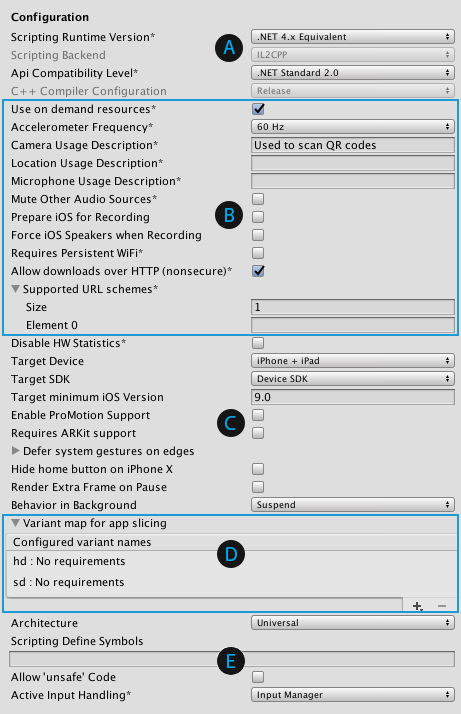 Configuration
Scripting Runtime Version* .NET 4.x Equivalent
A
Scripting Backend IL2CPP
Api Compatibility Level* .NET Standard 2.0
C++ Compiler Configuration Release
Use on demand resources*
Accelerometer Frequency* 60 Hz
Camera Usage Description* Used to scan QR codes
Location Usage Description*
Microphone Usage Description*
Mute Other Audio Sources*
Prepare iOS for Recording
B
Force iOS Speakers when Recording
Requires Persistent WiFi*
Allow downloads over HTTP (nonsecure)*
Supported URL schemes*
Size 1
Element 0
Disable HW Statistics*
Target Device iPhone + iPad
Target SDK Device SDK
Target minimum iOS Version 9.0
Enable ProMotion Support
C
Requires ARKit support
Defer system gestures on edges
Hide home button on iPhone X
Render Extra Frame on Pause
Behavior in Background Suspend
Variant map for app slicing
Configured variant names
D
hd : No requirements
sd : No requirements
Architecture Universal
Scripting Define Symbols
E
Allow 'unsafe' Code
Active Input Handling* Input Manager